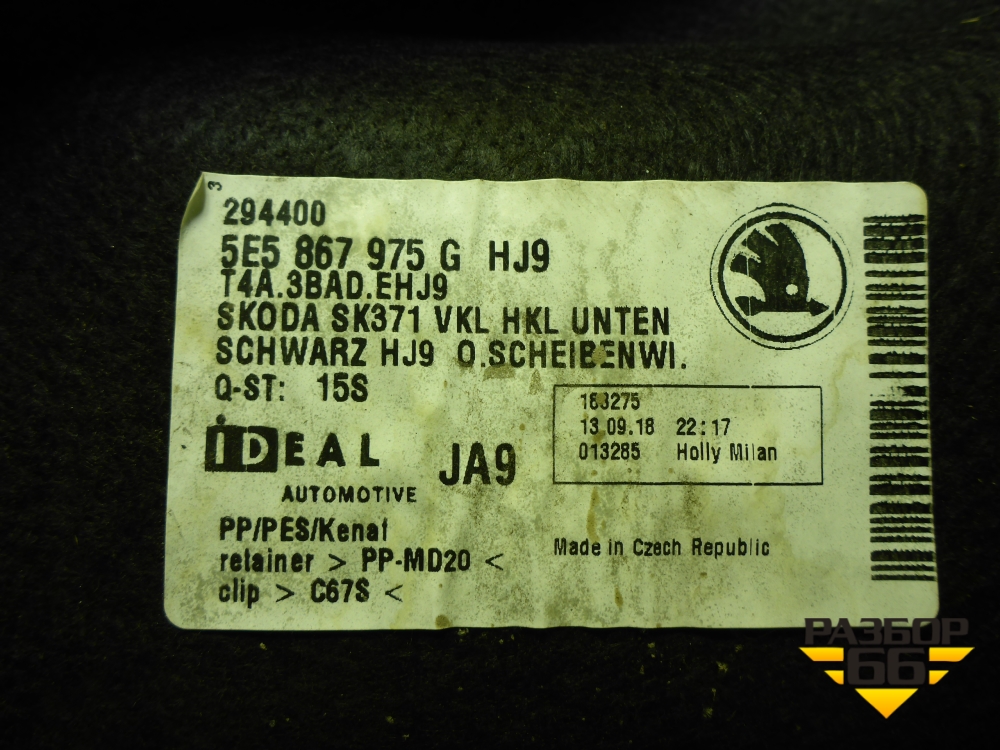 3
294400
5E5 867 975 G HJ9
T4A.3BAD.EHJ9
SKODA SK371 VKL HKL UNTEN
SCHWARZ HJ9 O.SCHEIBENWI.
Q-ST: 15S
163275
13.09.18 22:17
013285 Holly Milan
iDEAL
AUTOMOTIVE
JA9
PP/PES/Kenaf
retainer > PP-MD20 <
clip > C67S <
Made in Czech Republic
РАЗБОР
66